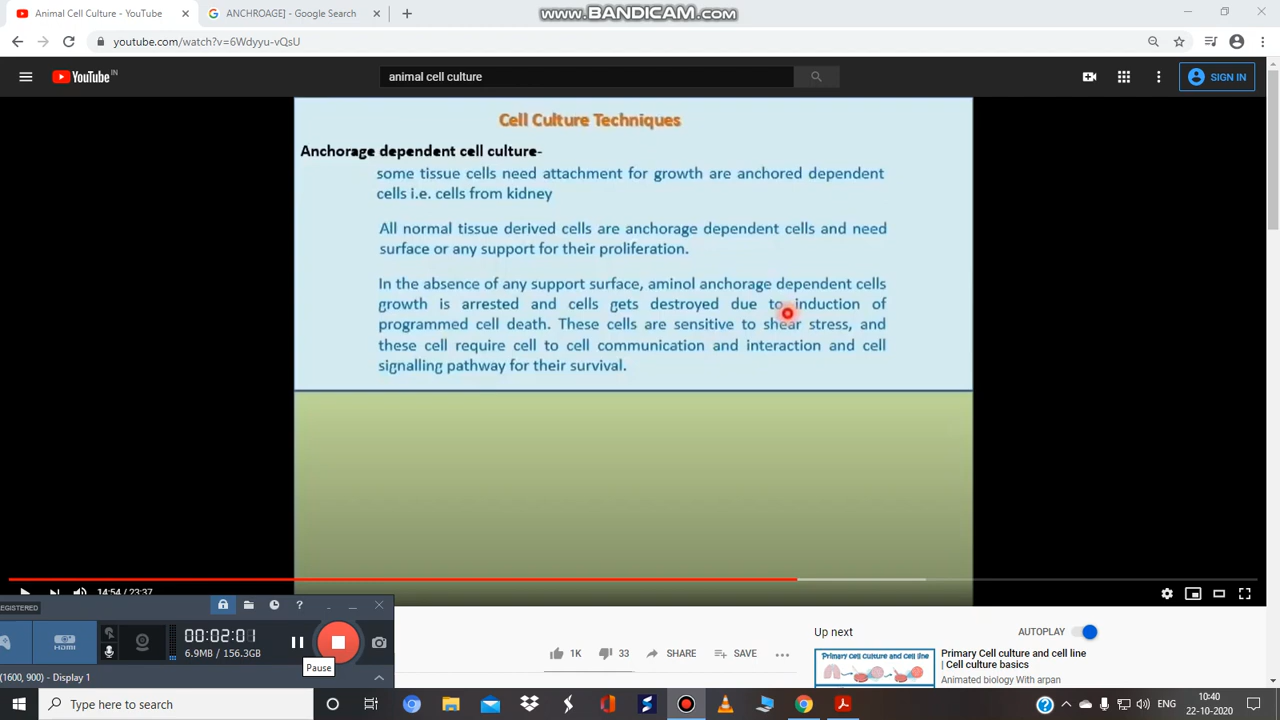 Animal Cell Culture - YouTube
ANCHROAGE] - Google Search
WWW.BANDICAM.COM
youtube.com/watch?v=6Wdyyu-vQsU
YouTube IN
animal cell culture
SIGN IN
Cell Culture Techniques
Anchorage dependent cell culture-
some tissue cells need attachment for growth are anchored dependent
cells i.e. cells from kidney
All normal tissue derived cells are anchorage dependent cells and need
surface or any support for their proliferation.
In the absence of any support surface, aminol anchorage dependent cells
growth is arrested and cells gets destroyed due to induction of
programmed cell death. These cells are sensitive to shear stress, and
these cell require cell to cell communication and interaction and cell
signalling pathway for their survival.
14:54 / 23:37
EGISTERED
HDMI
00:02:01
6.9MB / 156.3GB
Pause
(1600, 900) - Display 1
1K
33
SHARE
SAVE
Up next
AUTOPLAY
Primary cell culture and cell line
Primary Cell culture and cell line
| Cell culture basics
Animated biology With arpan
Type here to search
ENG
10:40
22-10-2020